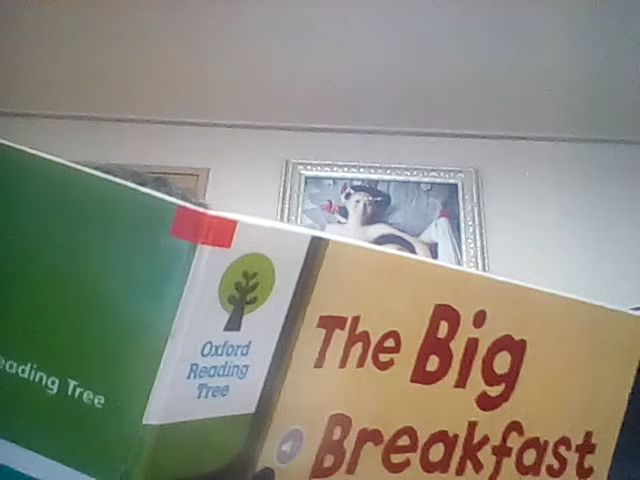 eading Tree
Oxford
Reading
Tree
The Big
Breakfast